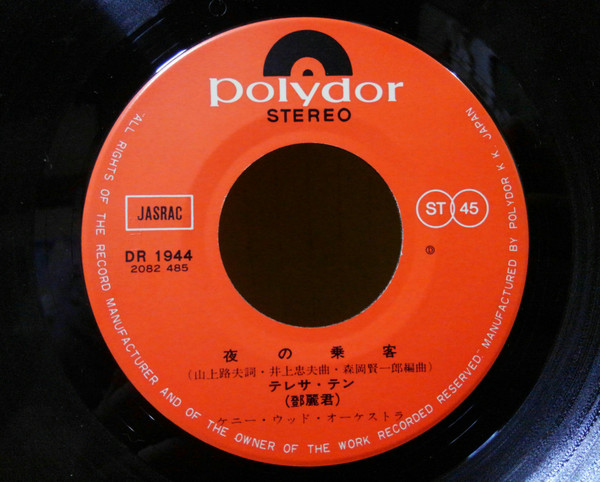 polydor
STEREO
JASRAC
ST 45
DR 1944
2082 485
夜の乗客
(山上路夫詞・井上忠夫曲・森岡賢一郎編曲)
テレサ・テン
(鄧麗君)
ケニー・ウッド・オーケストラ
ALL RIGHTS OF THE RECORD MANUFACTURER AND OF THE OWNER OF THE WORK RECORDED RESERVED. MANUFACTURED BY POLYDOR K. K. JAPAN